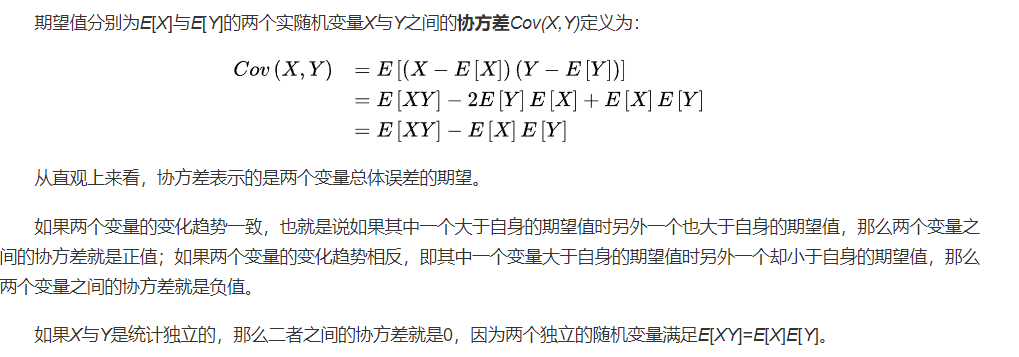 期望值分别为E[X]与E[Y]的两个实随机变量X与Y之间的协方差Cov(X,Y)定义为：
Cov (X, Y) = E [(X − E [X]) (Y − E [Y])]
= E [XY] − 2E [Y] E [X] + E [X] E [Y]
= E [XY] − E [X] E [Y]
从直观上来看，协方差表示的是两个变量总体误差的期望。
如果两个变量的变化趋势一致，也就是说如果其中一个大于自身的期望值时另外一个也大于自身的期望值，那么两个变量之
间的协方差就是正值；如果两个变量的变化趋势相反，即其中一个变量大于自身的期望值时另外一个却小于自身的期望值，那么
两个变量之间的协方差就是负值。
如果X与Y是统计独立的，那么二者之间的协方差就是0，因为两个独立的随机变量满足E[XY]=E[X]E[Y]。